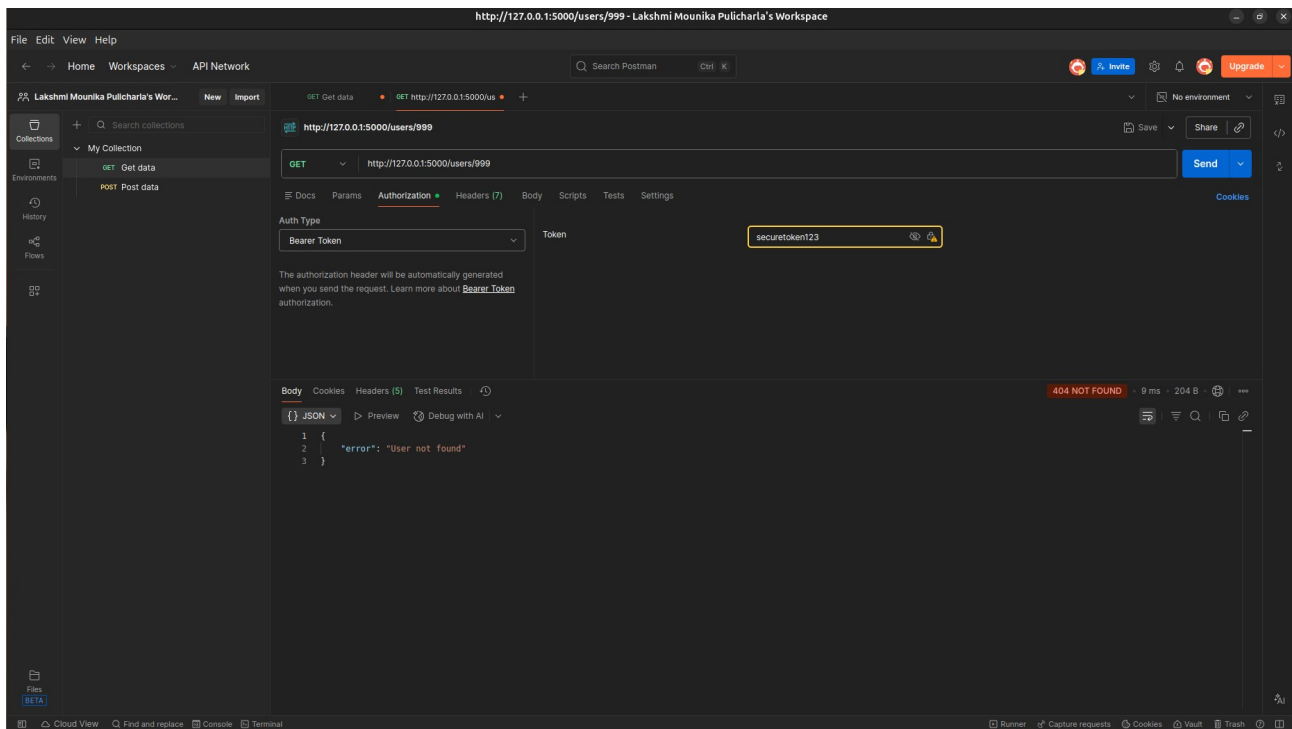 http://127.0.0.1:5000/users/999 - Lakshmi Mounika Pulicharla's Workspace
File Edit View Help
Home Workspaces API Network Search Postman Ctrl K Invite Upgrade
Lakshmi Mounika Pulicharla's Wor... New Import GET Get data GET http://127.0.0.1:5000/us No environment
Collections
Search collections
http://127.0.0.1:5000/users/999 Save Share
My Collection
GET Get data
POST Post data
Environments
History
Flows
GET http://127.0.0.1:5000/users/999 Send
Docs Params Authorization Headers (7) Body Scripts Tests Settings Cookies
Auth Type
Bearer Token
Token securetoken123
The authorization header will be automatically generated
when you send the request. Learn more about Bearer Token
authorization.
Body Cookies Headers (5) Test Results 404 NOT FOUND 9 ms 204 B
{} JSON Preview Debug with AI
1 {
2 "error": "User not found"
3 }
Files
BETA
AI
Cloud View Find and replace Console Terminal Runner Capture requests Cookies Vault Trash